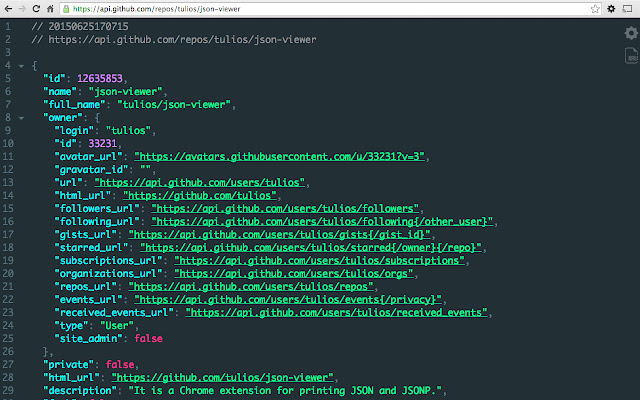 https://api.github.com/repos/tulios/json-viewer
1 // 20150625170715
2 // https://api.github.com/repos/tulios/json-viewer
3
4 {
5 "id": 12635853,
6 "name": "json-viewer",
7 "full_name": "tulios/json-viewer",
8 "owner": {
9 "login": "tulios",
10 "id": 33231,
11 "avatar_url": "https://avatars.githubusercontent.com/u/33231?v=3",
12 "gravatar_id": "",
13 "url": "https://api.github.com/users/tulios",
14 "html_url": "https://github.com/tulios",
15 "followers_url": "https://api.github.com/users/tulios/followers",
16 "following_url": "https://api.github.com/users/tulios/following{/other_user}",
17 "gists_url": "https://api.github.com/users/tulios/gists{/gist_id}",
18 "starred_url": "https://api.github.com/users/tulios/starred{/owner}{/repo}",
19 "subscriptions_url": "https://api.github.com/users/tulios/subscriptions",
20 "organizations_url": "https://api.github.com/users/tulios/orgs",
21 "repos_url": "https://api.github.com/users/tulios/repos",
22 "events_url": "https://api.github.com/users/tulios/events{/privacy}",
23 "received_events_url": "https://api.github.com/users/tulios/received_events",
24 "type": "User",
25 "site_admin": false
26 },
27 "private": false,
28 "html_url": "https://github.com/tulios/json-viewer",
29 "description": "It is a Chrome extension for printing JSON and JSONP.",